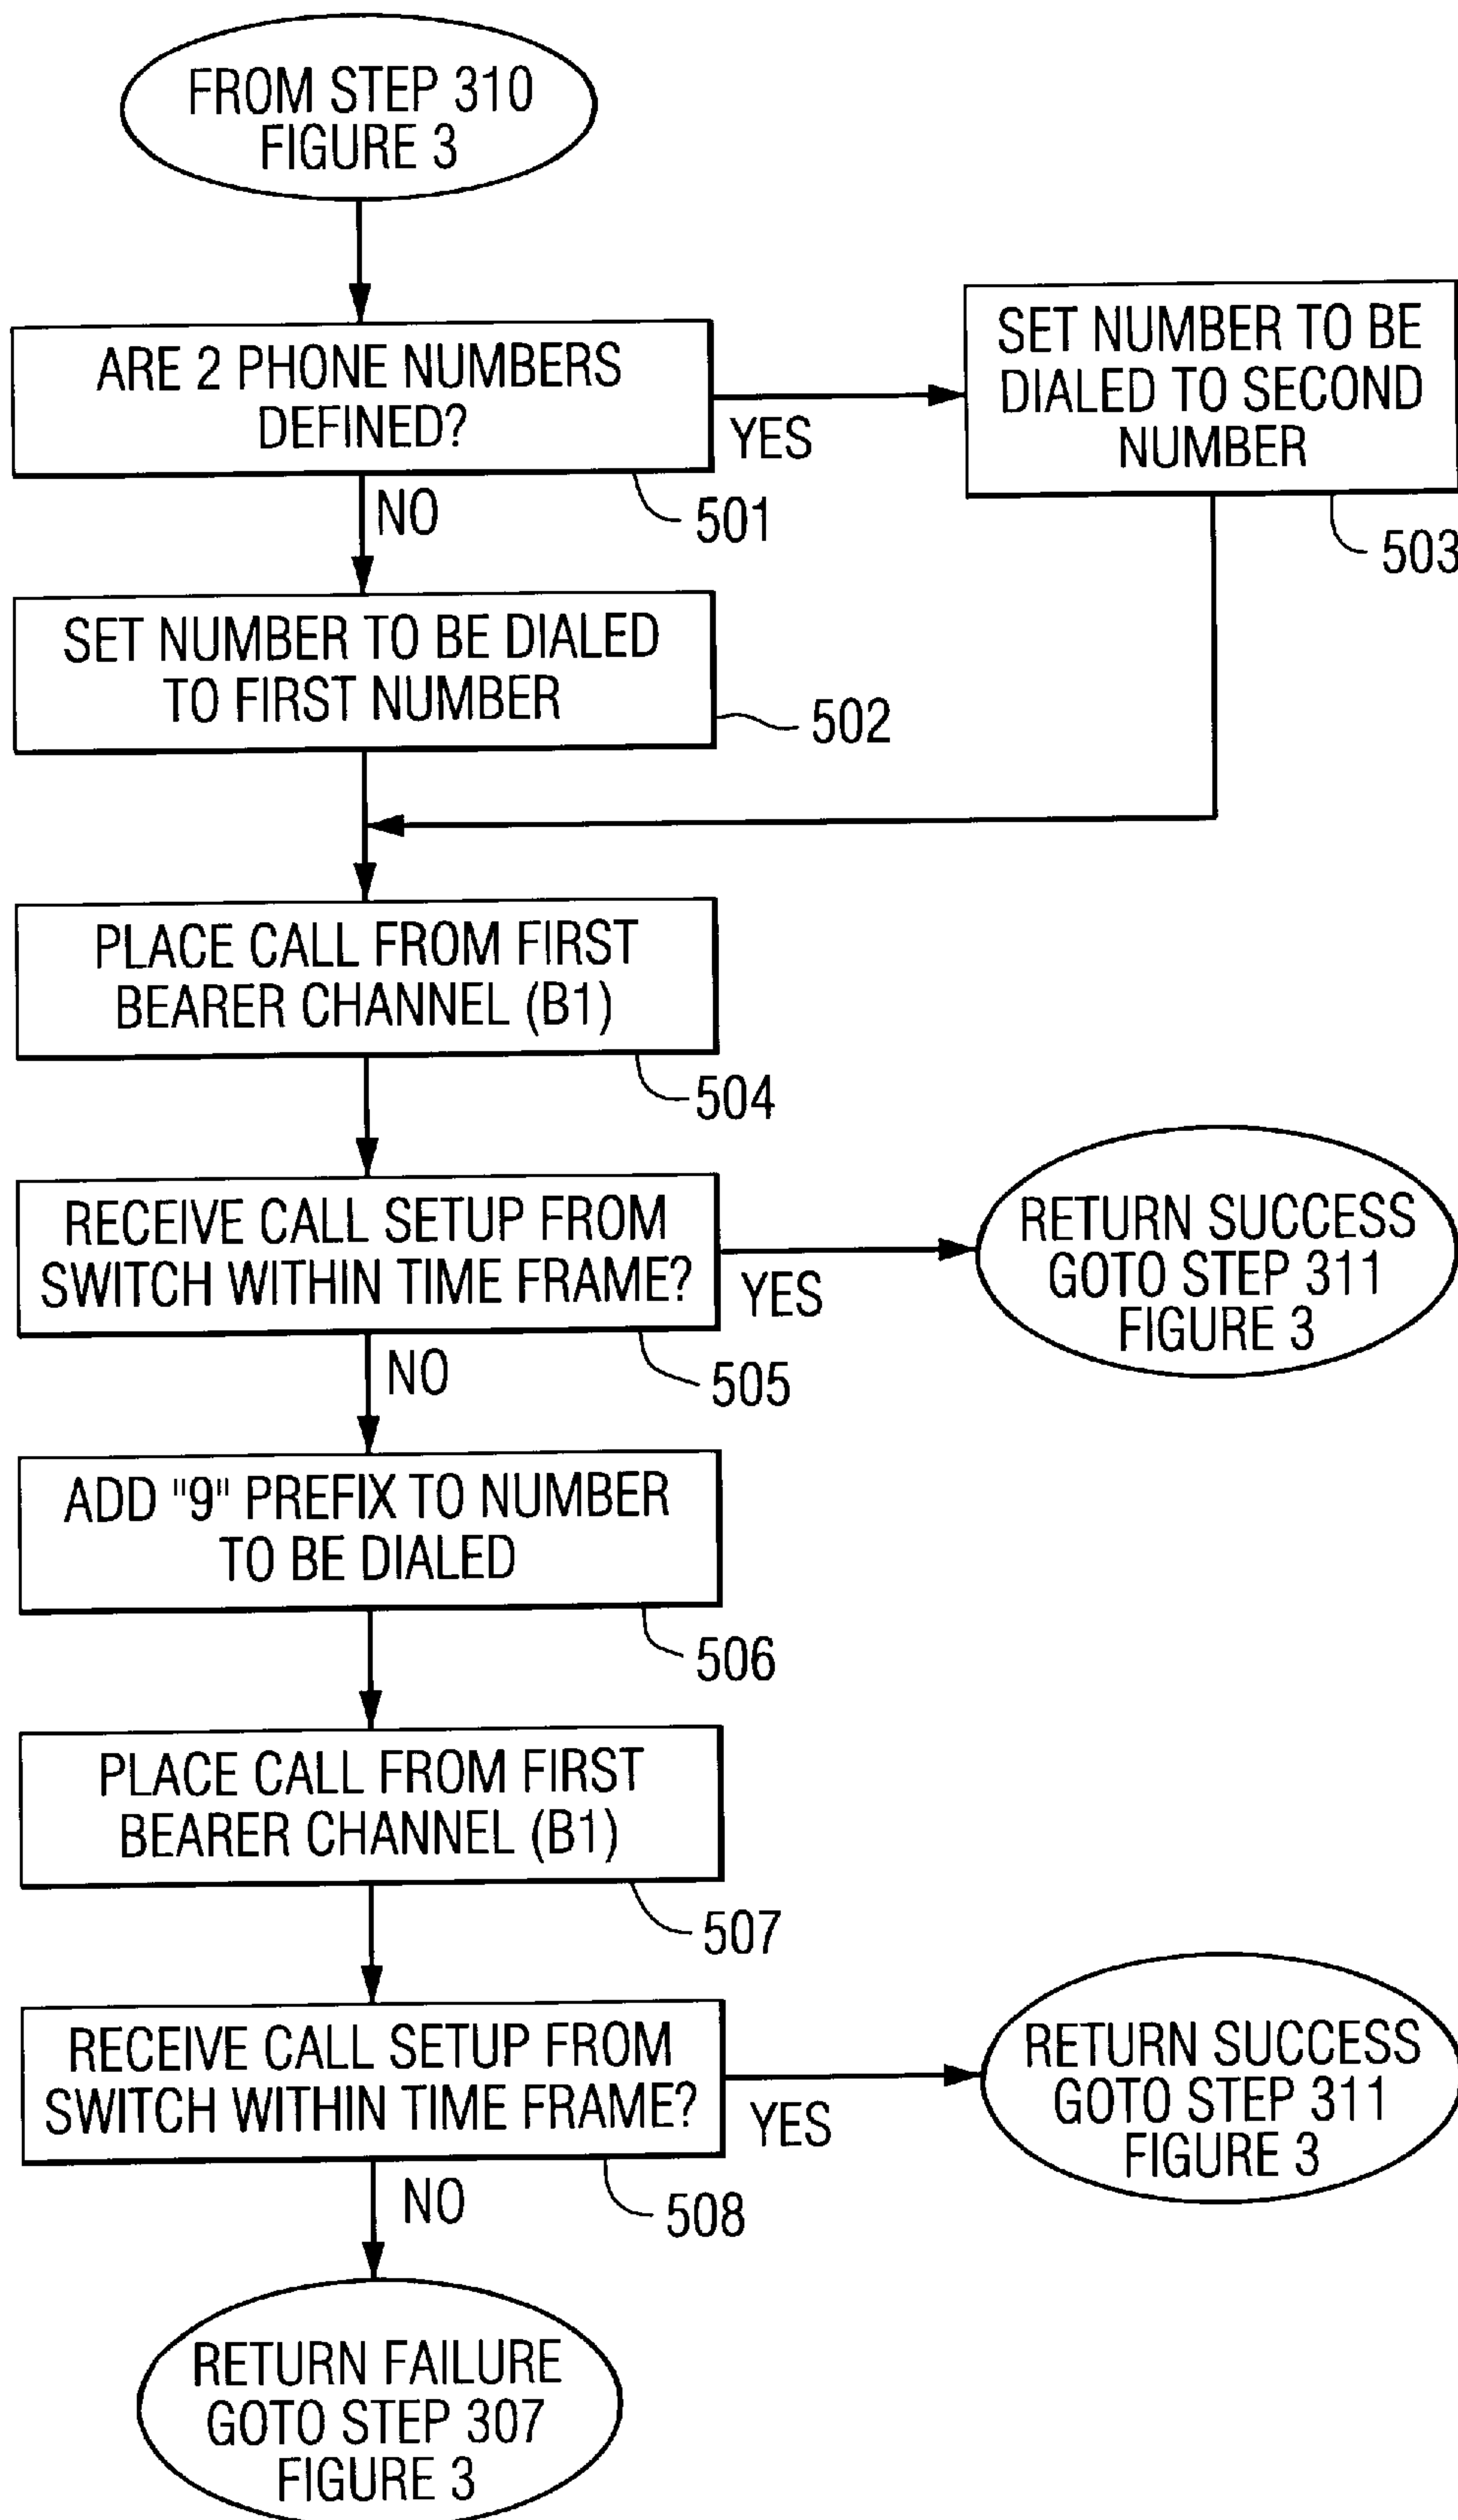 FROM STEP 310
FIGURE 3
ARE 2 PHONE NUMBERS
DEFINED?
YES
NO
501
SET NUMBER TO BE
DIALED TO SECOND
NUMBER
503
SET NUMBER TO BE DIALED
TO FIRST NUMBER
502
PLACE CALL FROM FIRST
BEARER CHANNEL (B1)
504
RECEIVE CALL SETUP FROM
SWITCH WITHIN TIME FRAME?
YES
NO
505
RETURN SUCCESS
GOTO STEP 311
FIGURE 3
ADD "9" PREFIX TO NUMBER
TO BE DIALED
506
PLACE CALL FROM FIRST
BEARER CHANNEL (B1)
507
RECEIVE CALL SETUP FROM
SWITCH WITHIN TIME FRAME?
YES
NO
508
RETURN SUCCESS
GOTO STEP 311
FIGURE 3
RETURN FAILURE
GOTO STEP 307
FIGURE 3